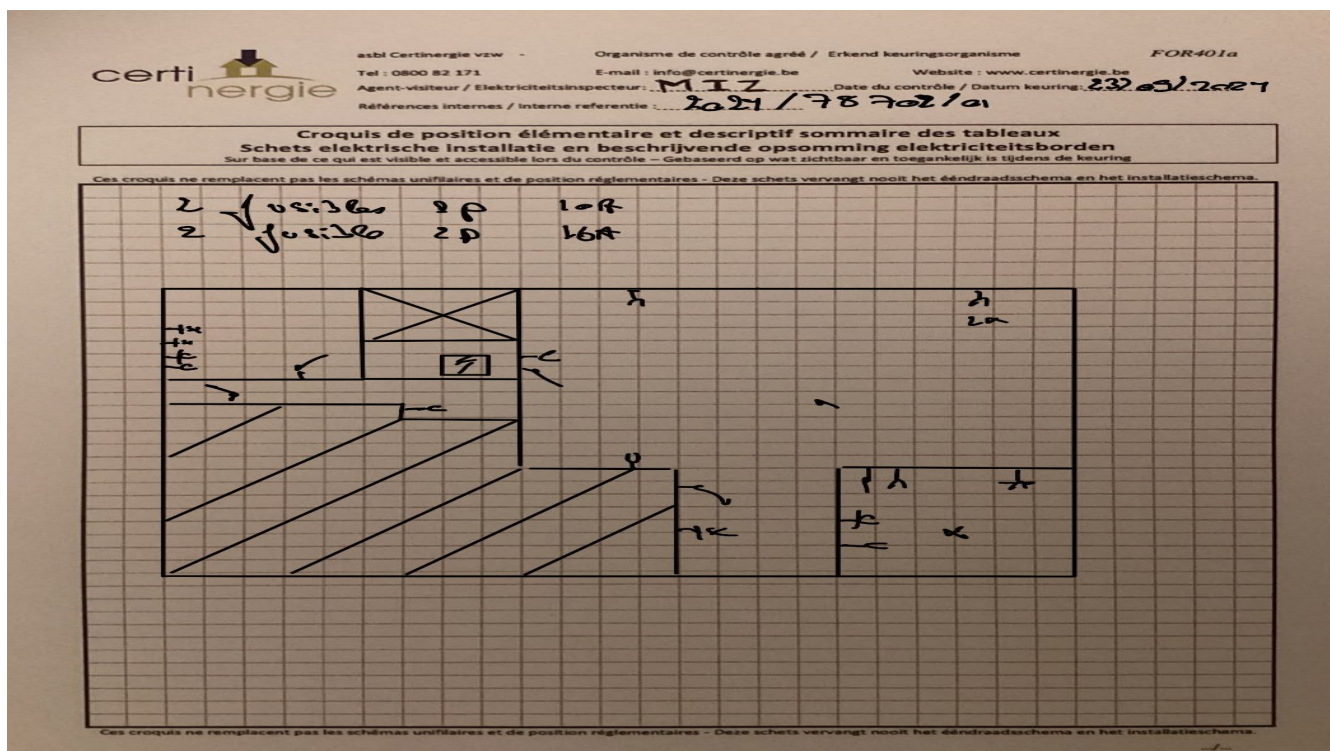 certi nergie
asbl Certinergie vzw - Organisme de contrôle agréé / Erkend keuringsorganisme FOR401a
Tel : 0800 82 171 E-mail : info@certinergie.be Website : www.certinergie.be
Agent-visiteur / Elektriciteitsinspecteur: MIZ Date du contrôle / Datum keuring:
Références internes / Interne referentie : 2021 / 78702/01
Croquis de position élémentaire et descriptif sommaire des tableaux
Schets elektrische installatie en beschrijvende opsomming elektriciteitsborden
Sur base de ce qui est visible et accessible lors du contrôle – Gebaseerd op wat zichtbaar en toegankelijk is tijdens de keuring
Ces croquis ne remplacent pas les schémas unifilaires et de position réglementaires - Deze schets vervangt nooit het ééndraadsschema en het installatieschema.
2 fusibles 2P 10A
2 fusible 2P 16A
Ces croquis ne remplacent pas les schémas unifilaires et de position réglementaires - Deze schets vervangt nooit het ééndraadsschema en het installatieschema.